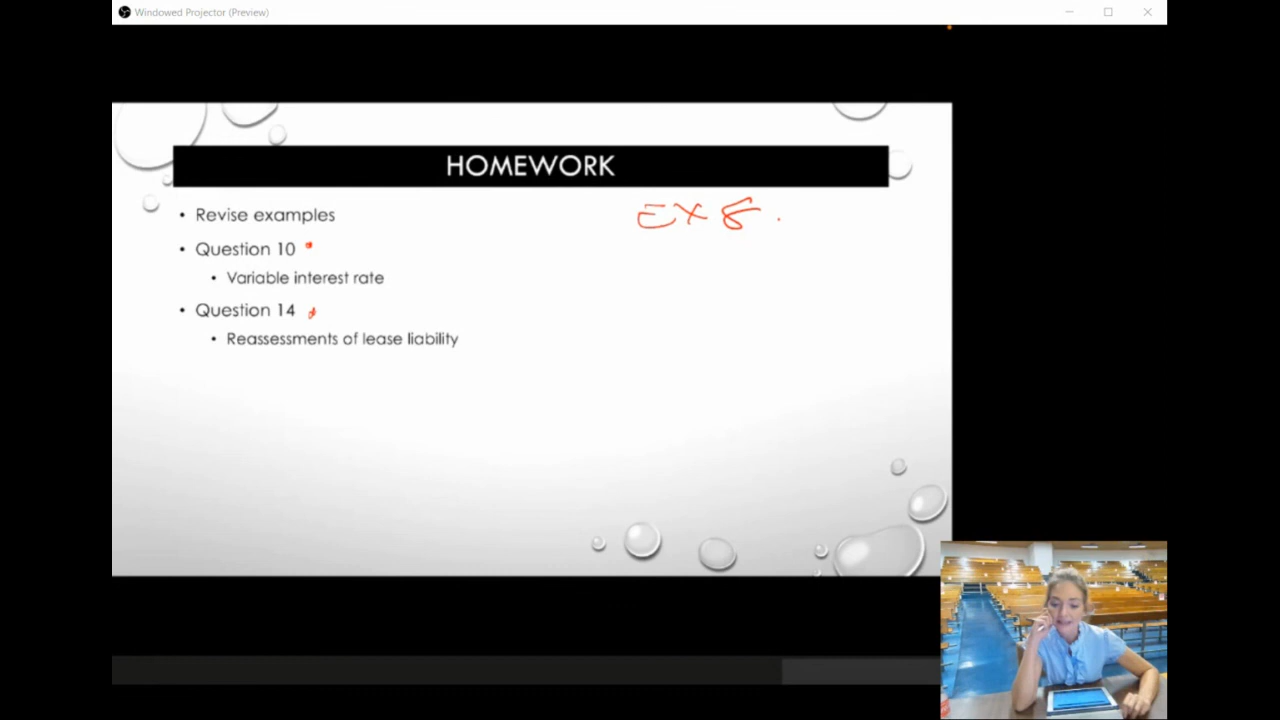 Windowed Projector (Preview)
HOMEWORK
• Revise examples
EX 8.
• Question 10
• Variable interest rate
• Question 14
• Reassessments of lease liability